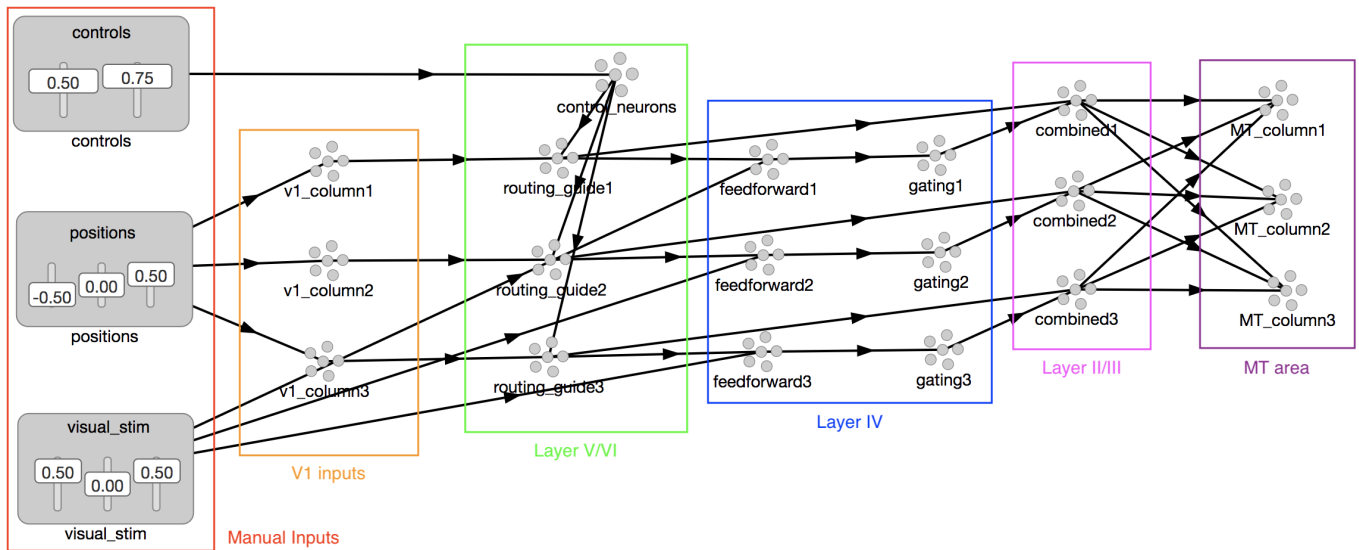 controls
0.50
0.75
controls
positions
-0.50
0.00
0.50
positions
visual_stim
0.50
0.00
0.50
visual_stim
Manual Inputs
v1_column1
v1_column2
v1_column3
V1 inputs
control_neurons
routing_guide1
routing_guide2
routing_guide3
Layer V/VI
feedforward1
gating1
feedforward2
gating2
feedforward3
gating3
Layer IV
combined1
combined2
combined3
Layer II/III
MT_column1
MT_column2
MT_column3
MT area